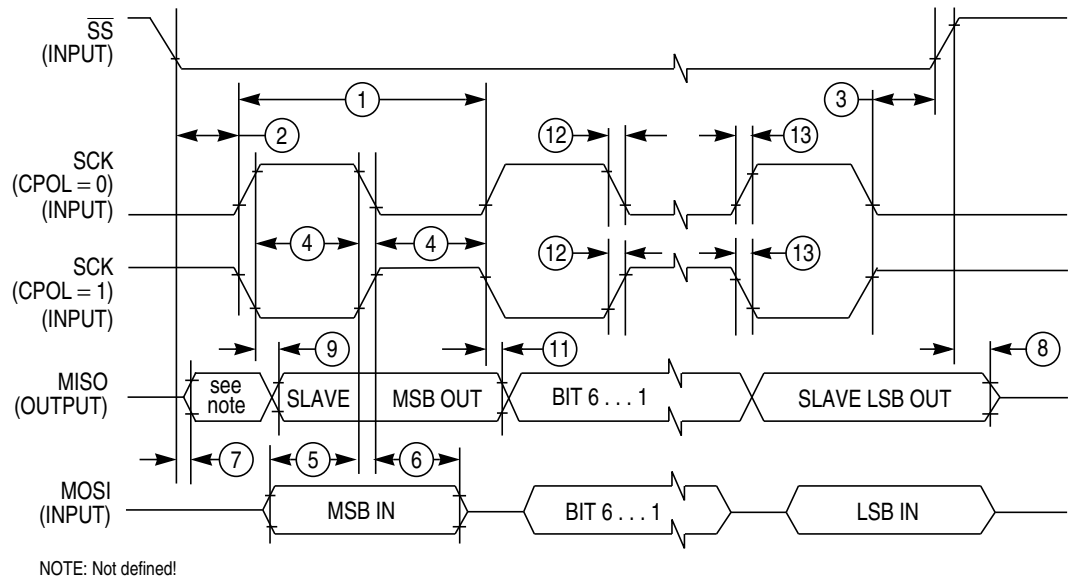 SS
(INPUT)
1
3
2
12
13
SCK
(CPOL = 0)
(INPUT)
4
4
12
13
SCK
(CPOL = 1)
(INPUT)
9
11
8
MISO
(OUTPUT)
see
note
SLAVE
MSB OUT
BIT 6 . . . 1
SLAVE LSB OUT
7
5
6
MOSI
(INPUT)
MSB IN
BIT 6 . . . 1
LSB IN
NOTE: Not defined!